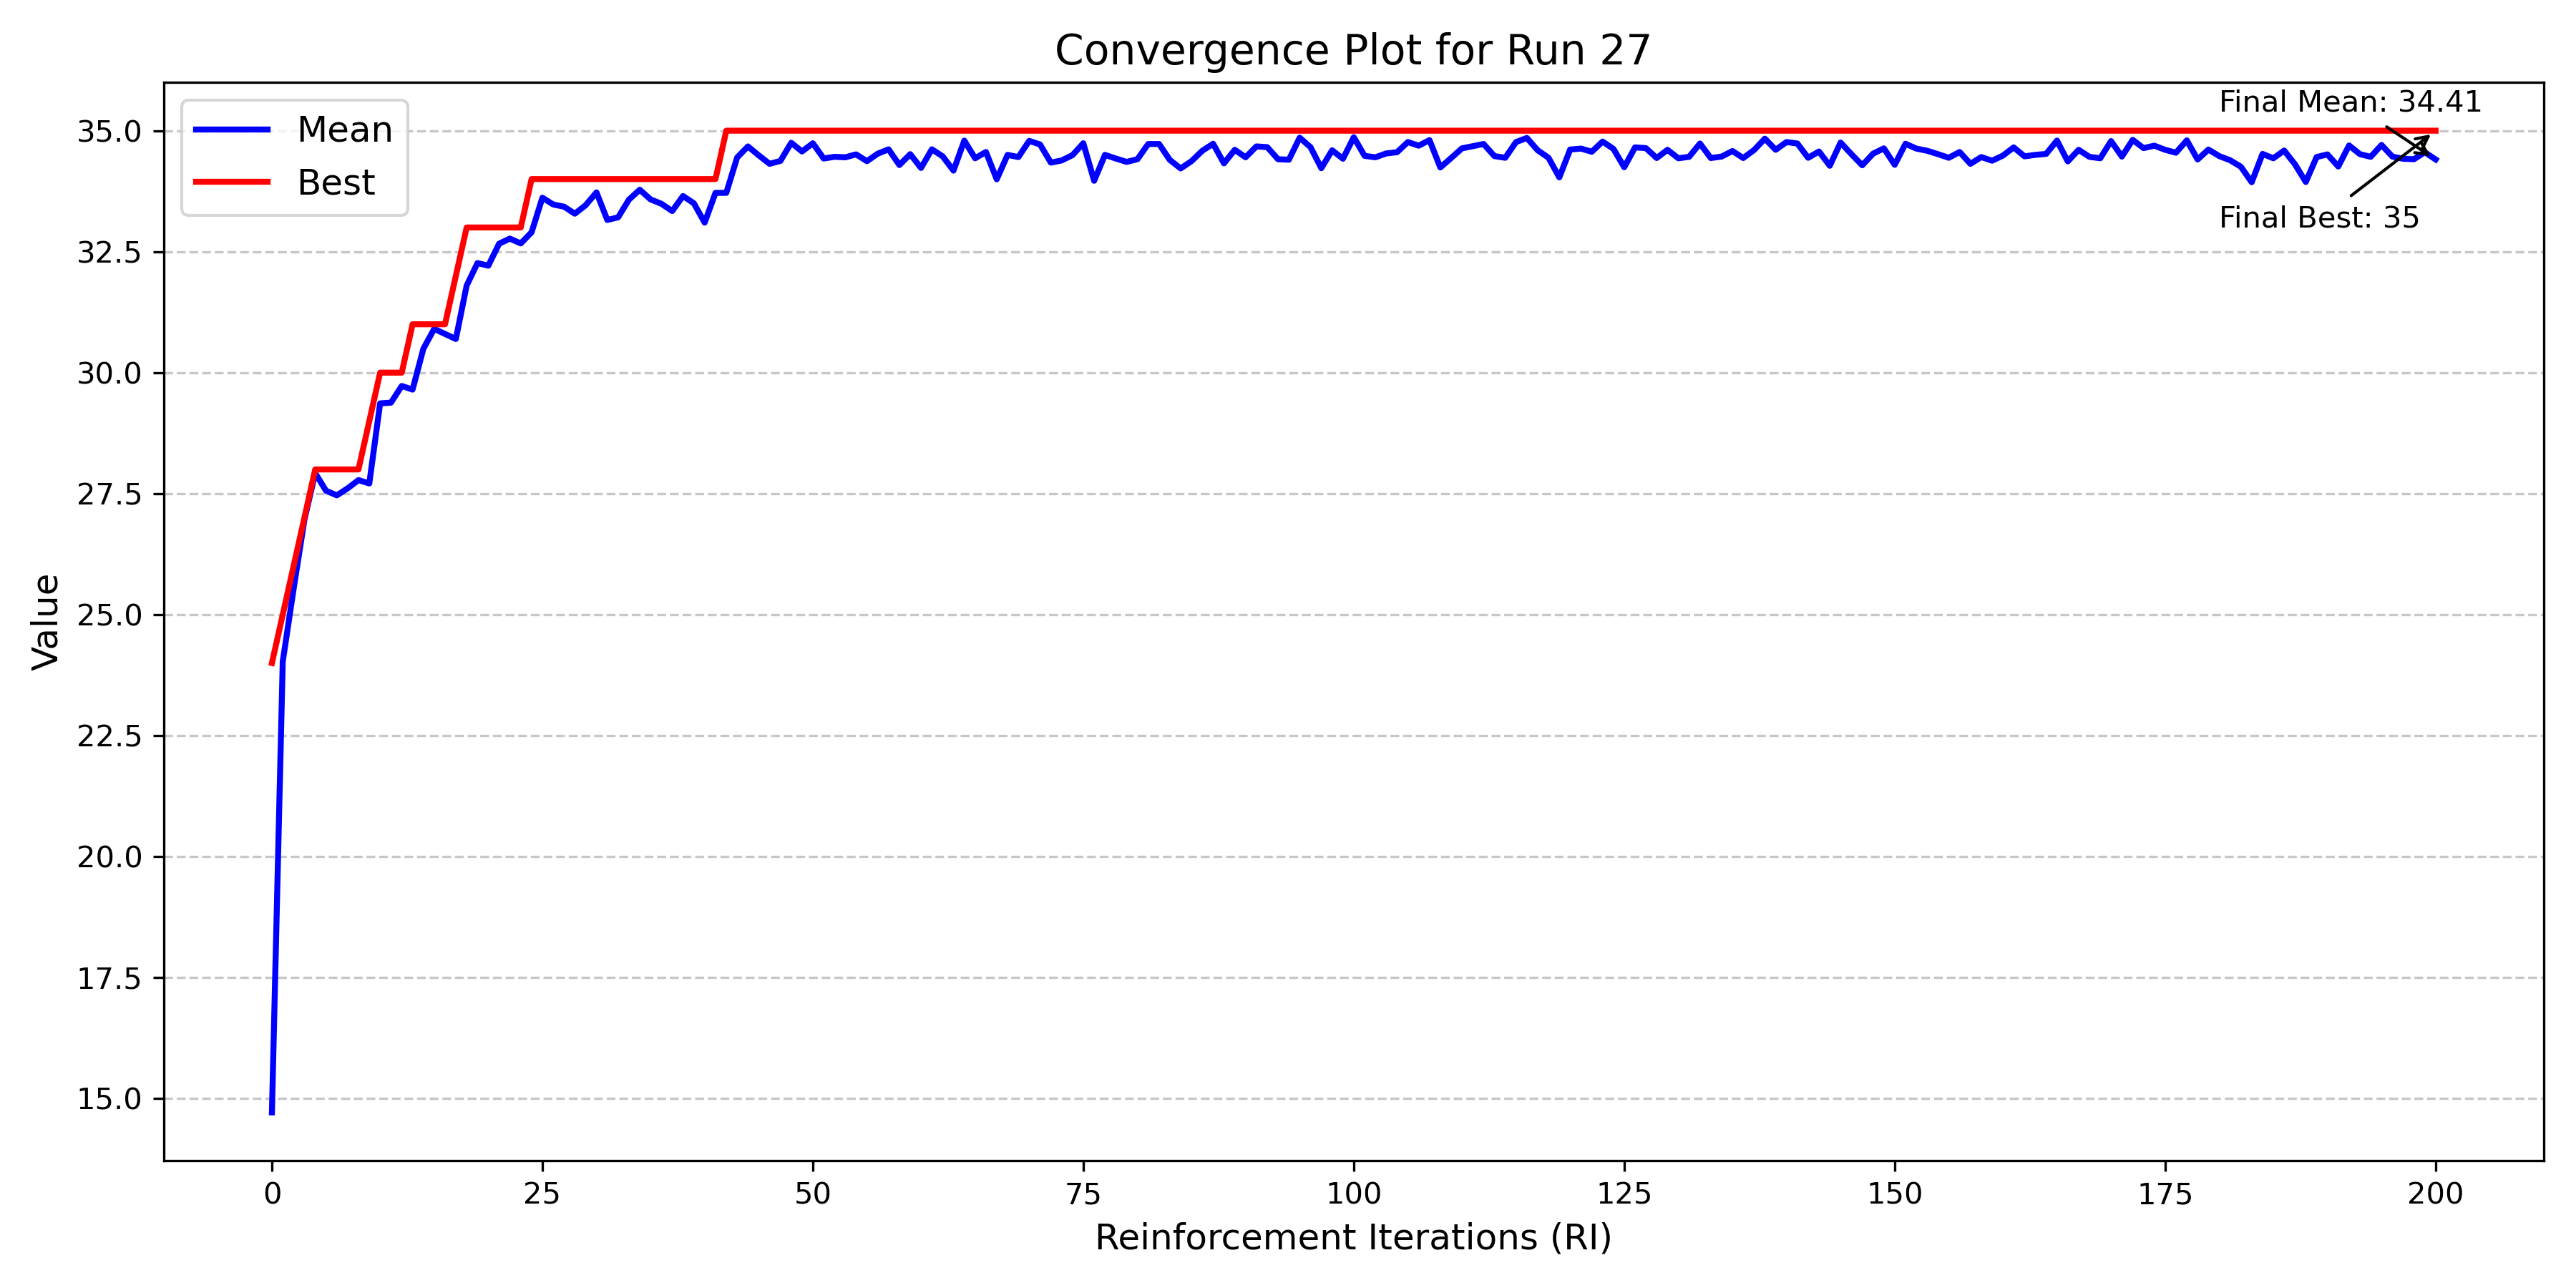 Convergence Plot for Run 27
Mean
Best
Final Mean: 34.41
Final Best: 35
Value
35.0
32.5
30.0
27.5
25.0
22.5
20.0
17.5
15.0
0 25 50 75 100 125 150 175 200
Reinforcement Iterations (RI)